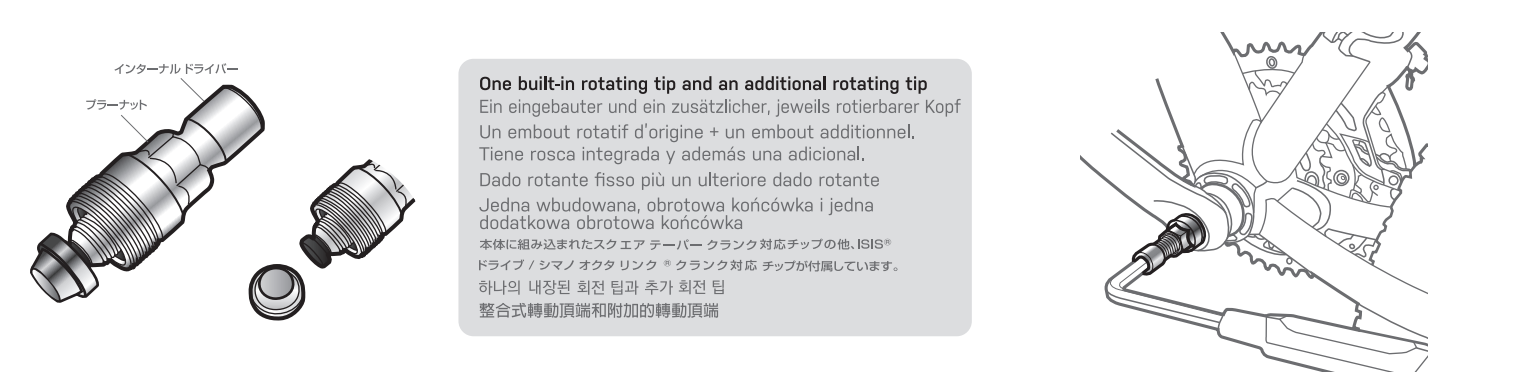 インターナルドライバー
プラーナット
One built-in rotating tip and an additional rotating tip
Ein eingebauter und ein zusätzlicher, jeweils rotierbarer Kopf
Un embout rotatif d'origine + un embout additionnel.
Tiene rosca integrada y además una adicional.
Dado rotante fisso più un ulteriore dado rotante
Jedna wbudowana, obrotowa końcówka i jedna
dodatkowa obrotowa końcówka
本体に組み込まれたスクエア テーパー クランク対応チップの他、ISIS®
ドライブ / シマノ オクタ リンク ® クランク対応 チップが付属しています。
하나의 내장된 회전 팁과 추가 회전 팁
整合式轉動頂端和附加的轉動頂端